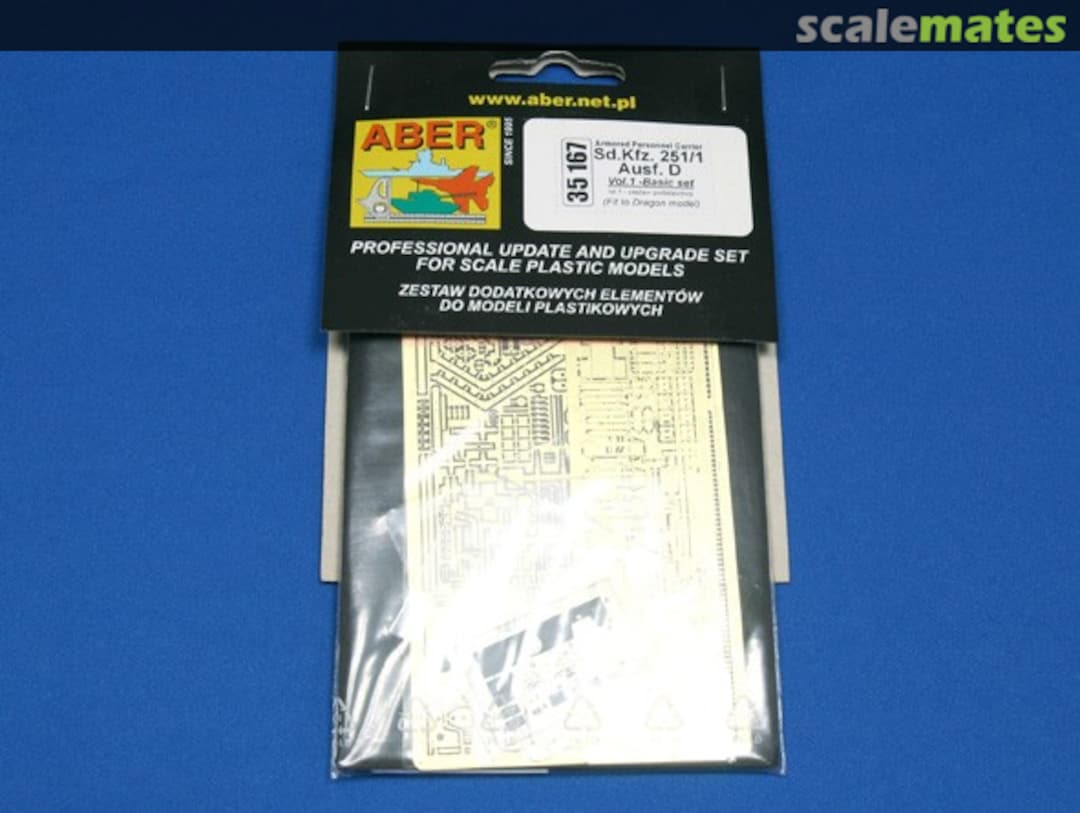 scalemates
www.aber.net.pl
ABER®
SINCE 1995
35 167
Armored Personnel Carrier
Sd.Kfz. 251/1
Ausf. D
Vol.1 -Basic set
(Fit to Dragon model)
PROFESSIONAL UPDATE AND UPGRADE SET
FOR SCALE PLASTIC MODELS
ZESTAW DODATKOWYCH ELEMENTÓW
DO MODELI PLASTIKOWYCH